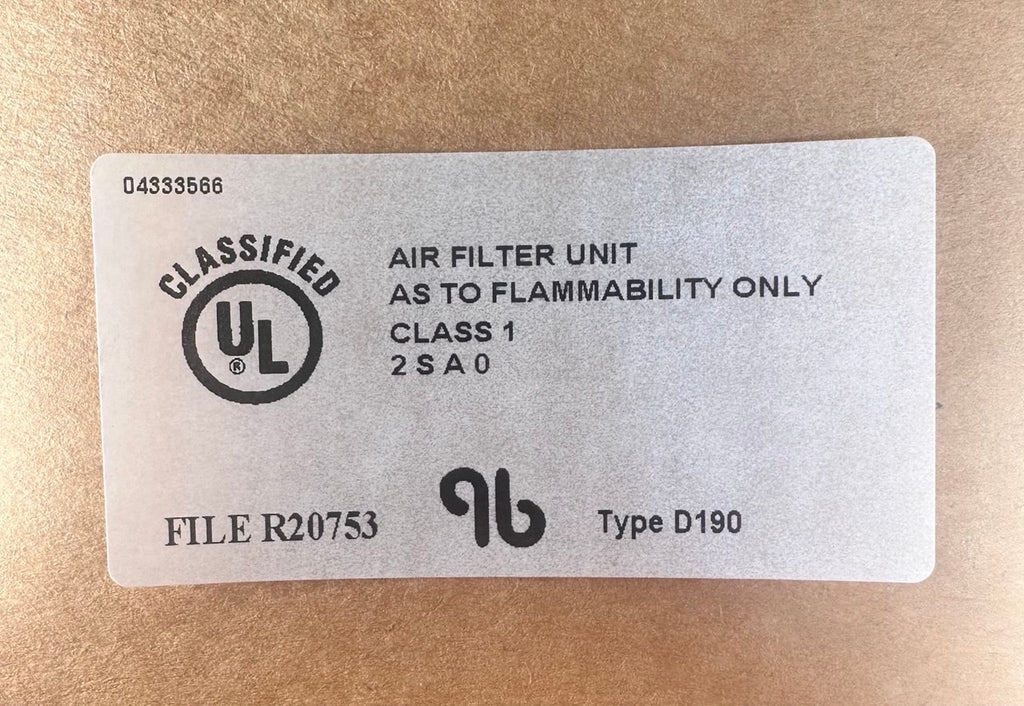 04333566
CLASSIFIED
UL
®
AIR FILTER UNIT
AS TO FLAMMABILITY ONLY
CLASS 1
2 S A 0
FILE R20753
Type D190